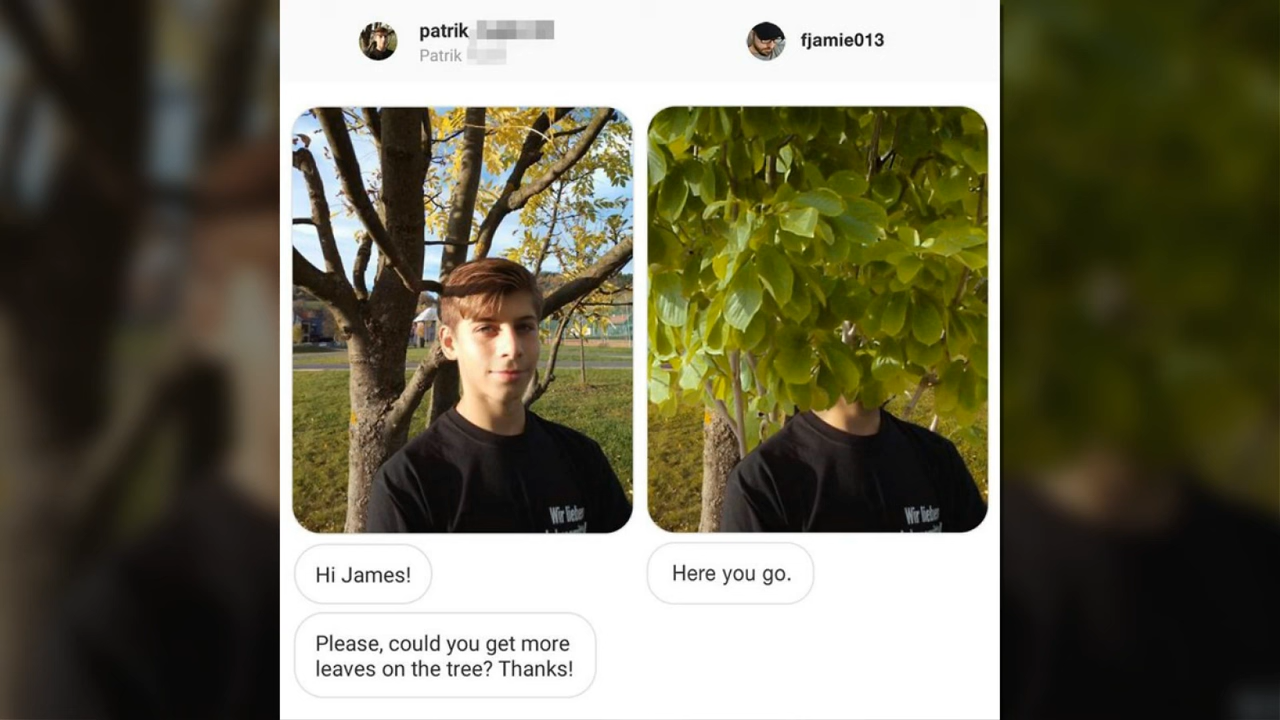 patrik
Patrik
fjamie013
Wir lieben
Wir lieben
Hi James!
Here you go.
Please, could you get more
leaves on the tree? Thanks!